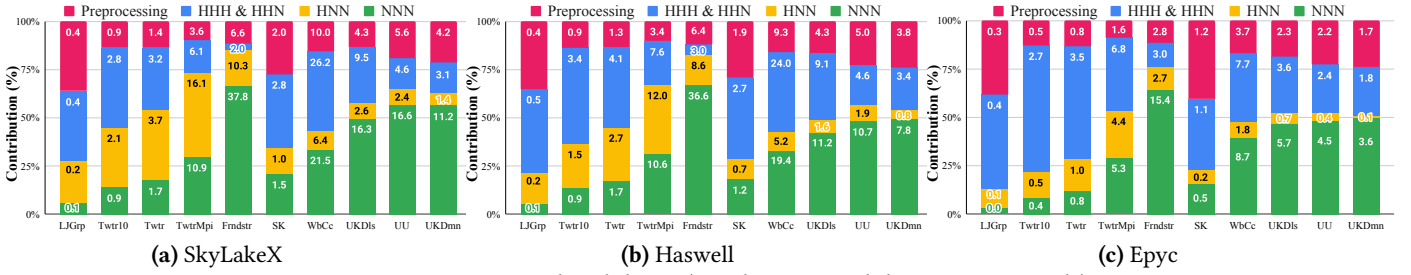 Preprocessing HHH & HHN HNN NNN
Contribution (%)
100%
75%
50%
25%
0%
0.4 0.9 1.4 3.6 6.6 2.0 10.0 4.3 5.6 4.2
0.4 2.8 3.2 6.1 2.0 2.8 26.2 9.5 4.6 3.1
0.2 2.1 3.7 16.1 10.3 1.0 6.4 2.6 2.4 1.4
0.1 0.9 1.7 10.9 37.8 1.5 21.5 16.3 16.6 11.2
LJGrp Twtr10 Twtr TwtrMpi Frndstr SK WbCc UKDls UU UKDmn
(a) SkyLakeX
Preprocessing HHH & HHN HNN NNN
Contribution (%)
100%
75%
50%
25%
0%
0.4 0.9 1.3 3.4 6.4 1.9 9.3 4.3 5.0 3.8
0.5 3.4 4.1 7.6 3.0 2.7 24.0 9.1 4.6 3.4
0.2 1.5 2.7 12.0 8.6 0.7 5.2 1.6 1.9 0.8
0.1 0.9 1.7 10.6 36.6 1.2 19.4 11.2 10.7 7.8
LJGrp Twtr10 Twtr TwtrMpi Frndstr SK WbCc UKDls UU UKDmn
(b) Haswell
Preprocessing HHH & HHN HNN NNN
Contribution (%)
100%
75%
50%
25%
0%
0.3 0.5 0.8 1.6 2.8 1.2 3.7 2.3 2.2 1.7
0.4 2.7 3.5 6.8 3.0 1.1 7.7 3.6 2.4 1.8
0.1 0.5 1.0 4.4 2.7 0.2 1.8 0.7 0.4 0.1
0.0 0.4 0.8 5.3 15.4 0.5 8.7 5.7 4.5 3.6
LJGrp Twtr10 Twtr TwtrMpi Frndstr SK WbCc UKDls UU UKDmn
(c) Epyc